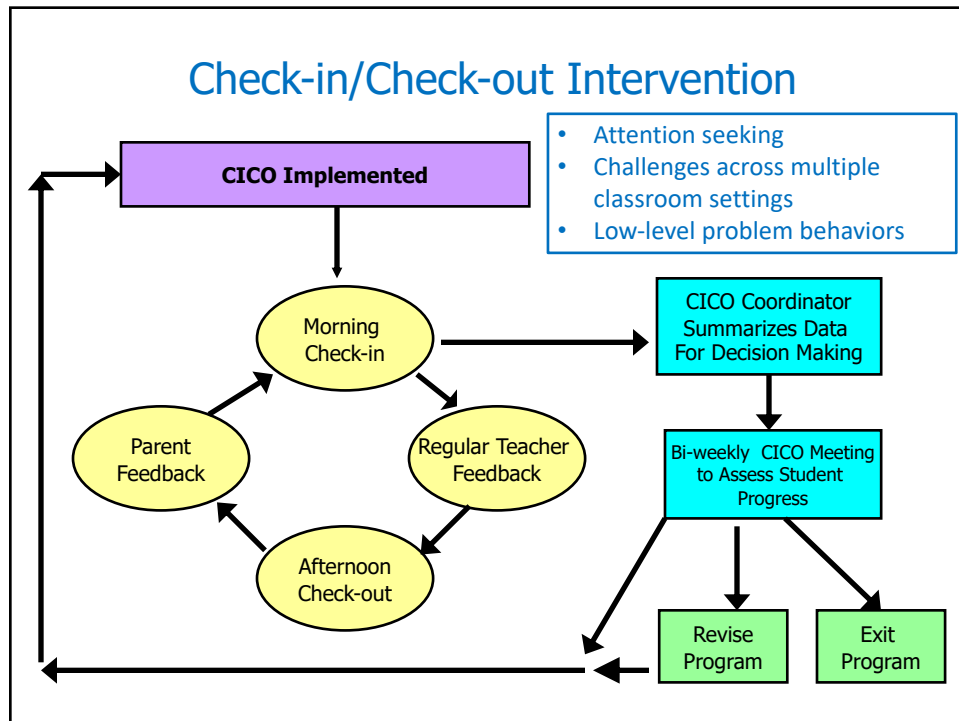 Check-in/Check-out Intervention
• Attention seeking
• Challenges across multiple
classroom settings
• Low-level problem behaviors
CICO Implemented
CICO Coordinator
Summarizes Data
For Decision Making
Morning
Check-in
Parent
Feedback
Regular Teacher
Feedback
Bi-weekly CICO Meeting
to Assess Student
Progress
Afternoon
Check-out
Revise
Program
Exit
Program